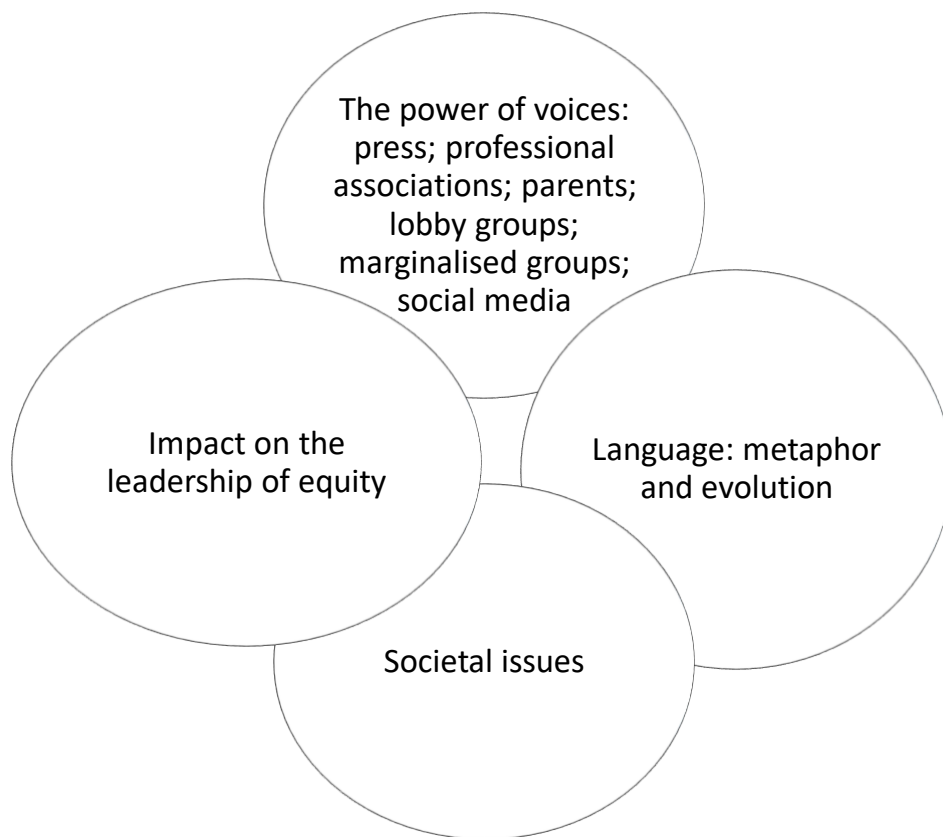 The power of voices:
press; professional
associations; parents;
lobby groups;
marginalised groups;
social media
Impact on the
leadership of equity
Language: metaphor
and evolution
Societal issues